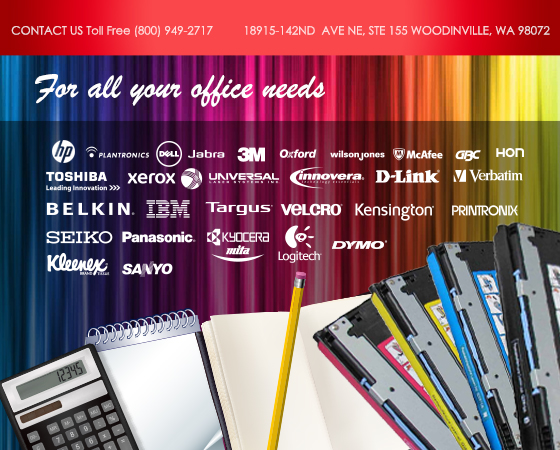 CONTACT US Toll Free (800) 949-2717 18915-142ND AVE NE, STE 155 WOODINVILLE, WA 98072
For all your office needs
hp PLANTRONICS DELL Jabra 3M Oxford wilson jones McAfee GBC HON
TOSHIBA Leading Innovation >>> xerox UNIVERSAL innovera D-Link Verbatim
BELKIN IBM Targus VELCRO Kensington PRINTRONIX
SEIKO Panasonic KYOCERA mita Logitech DYMO
Kleenex SANYO
12345